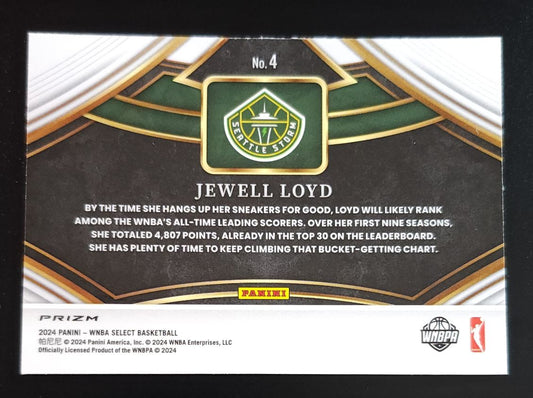 No. 4
SEATTLE STORM
JEWELL LOYD
BY THE TIME SHE HANGS UP HER SNEAKERS FOR GOOD, LOYD WILL LIKELY RANK
AMONG THE WNBA'S ALL-TIME LEADING SCORERS. OVER HER FIRST NINE SEASONS,
SHE TOTALED 4,807 POINTS, ALREADY IN THE TOP 30 ON THE LEADERBOARD.
SHE HAS PLENTY OF TIME TO KEEP CLIMBING THAT BUCKET-GETTING CHART.
PANINI
PRIZM
2024 PANINI – WNBA SELECT BASKETBALL
帕尼尼 © 2024 Panini America, Inc. © 2024 WNBA Enterprises, LLC
Officially Licensed Product of the WNBPA © 2024
WNBPA